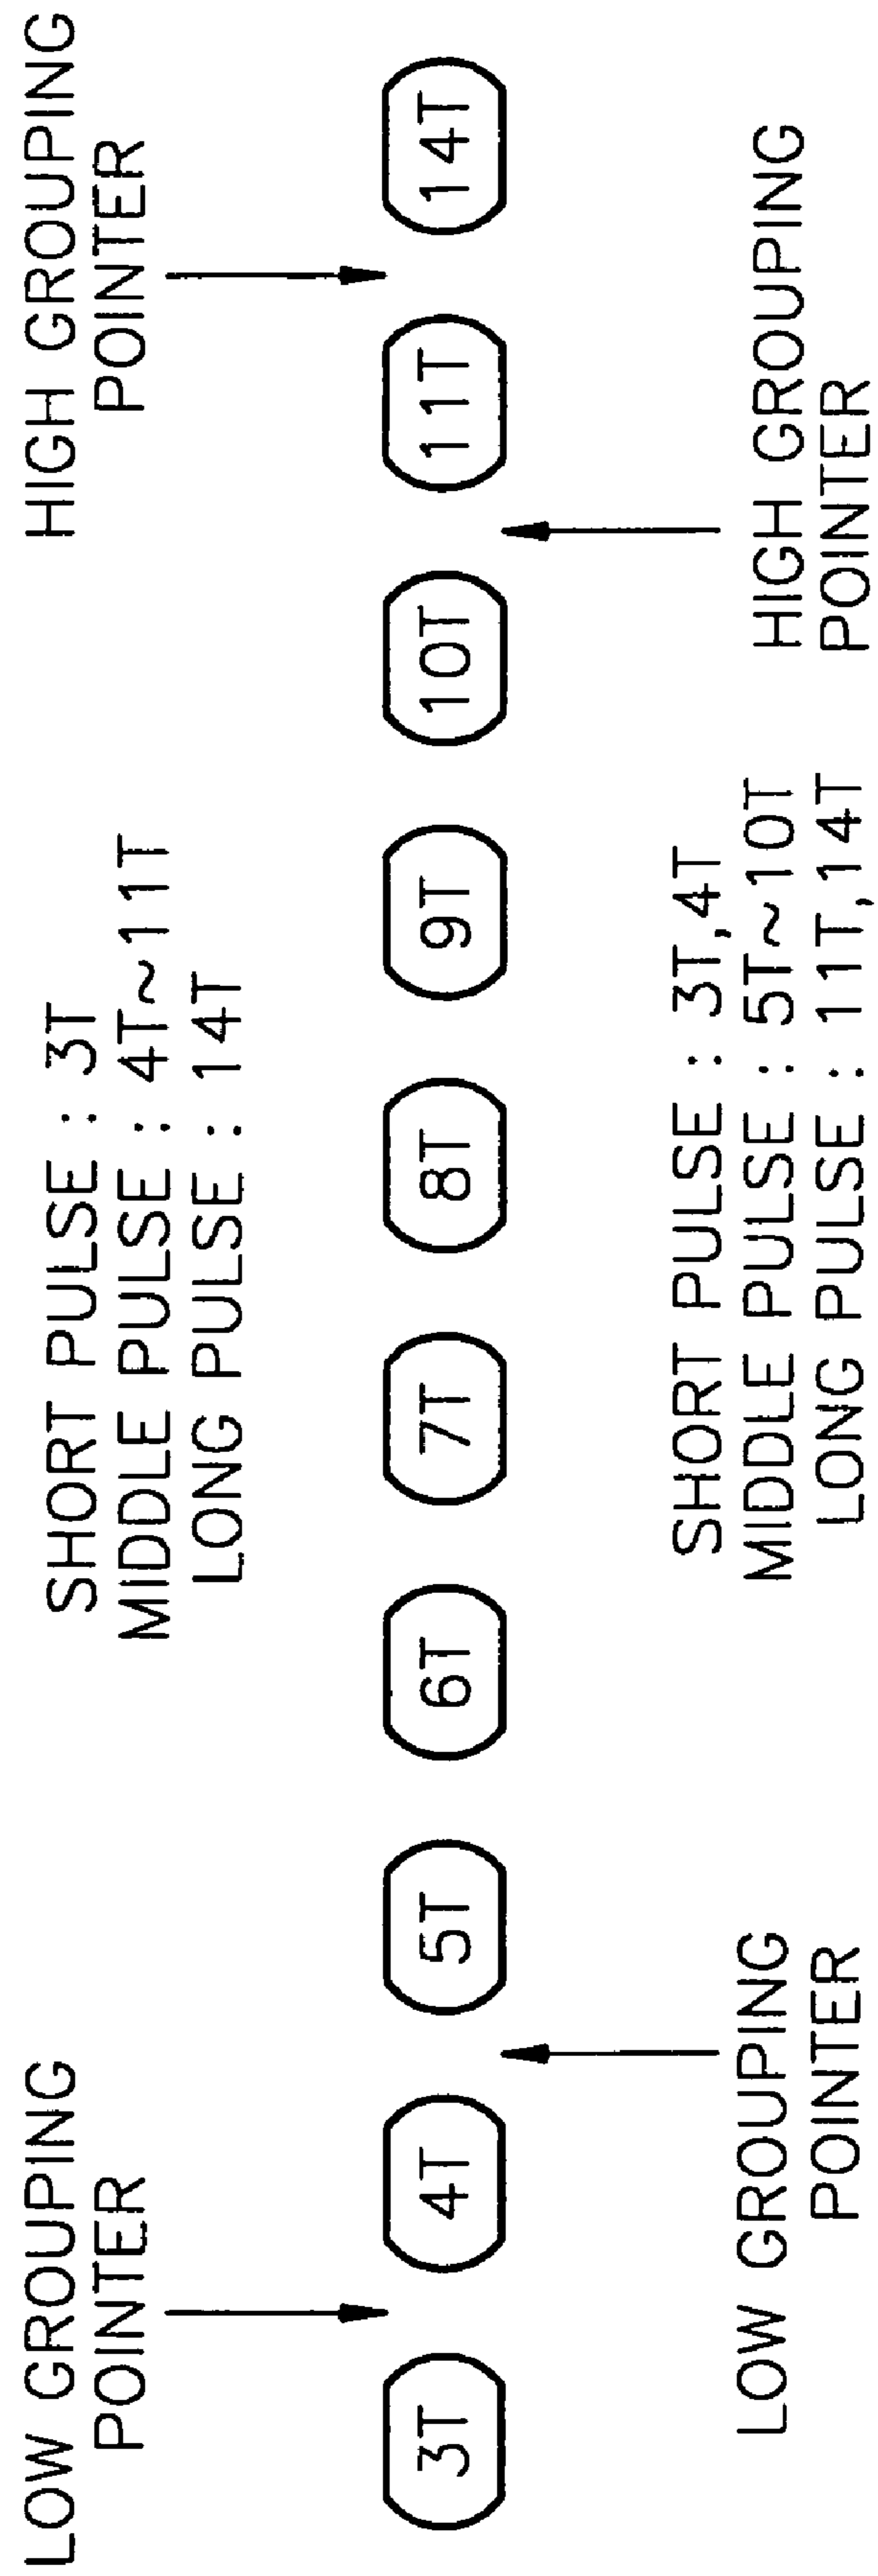 LOW GROUPING
POINTER
SHORT PULSE : 3T
MIDDLE PULSE : 4T~11T
LONG PULSE : 14T
HIGH GROUPING
POINTER
3T
4T
5T
6T
7T
8T
9T
10T
11T
14T
LOW GROUPING
POINTER
SHORT PULSE : 3T,4T
MIDDLE PULSE : 5T~10T
LONG PULSE : 11T,14T
HIGH GROUPING
POINTER